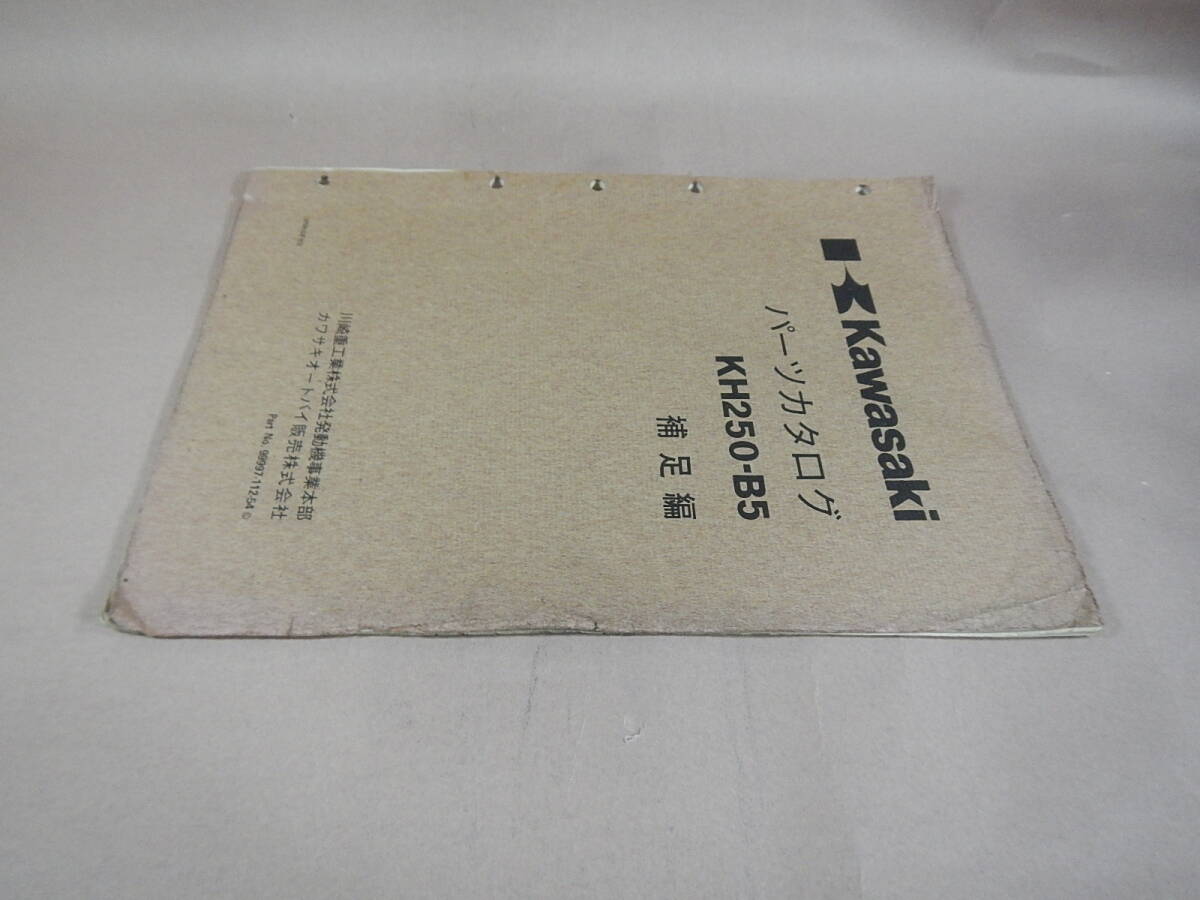 Kawasaki
パーツカタログ
KH250-B5
補足編
川崎重工業株式会社発動機事業本部
カワサキオートバイ販売株式会社
Part No. 99997-112-54 ©